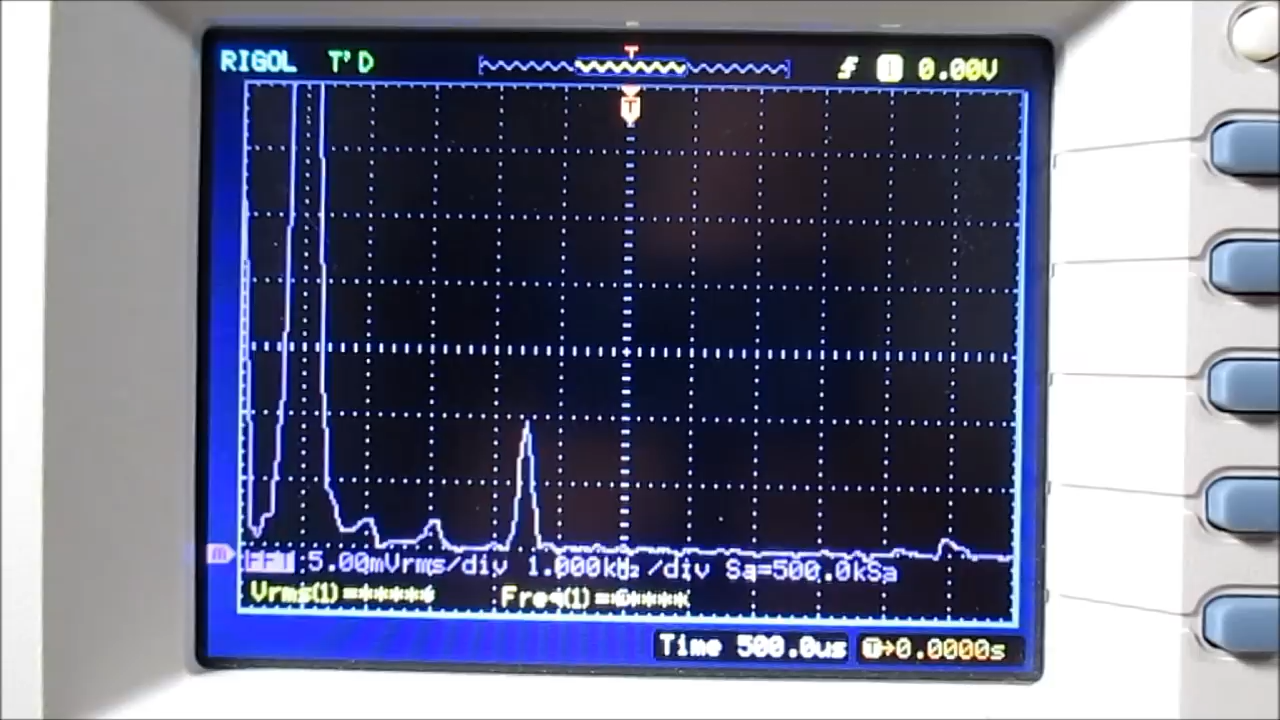 RIGOL T'D 1 0.00V
T
T
m FFT 5.00mVrms/div 1.000kHz/div Sa=500.0kSa
Vrms(1)=***** Freq(1)=*****
Time 500.0us T→0.0000s